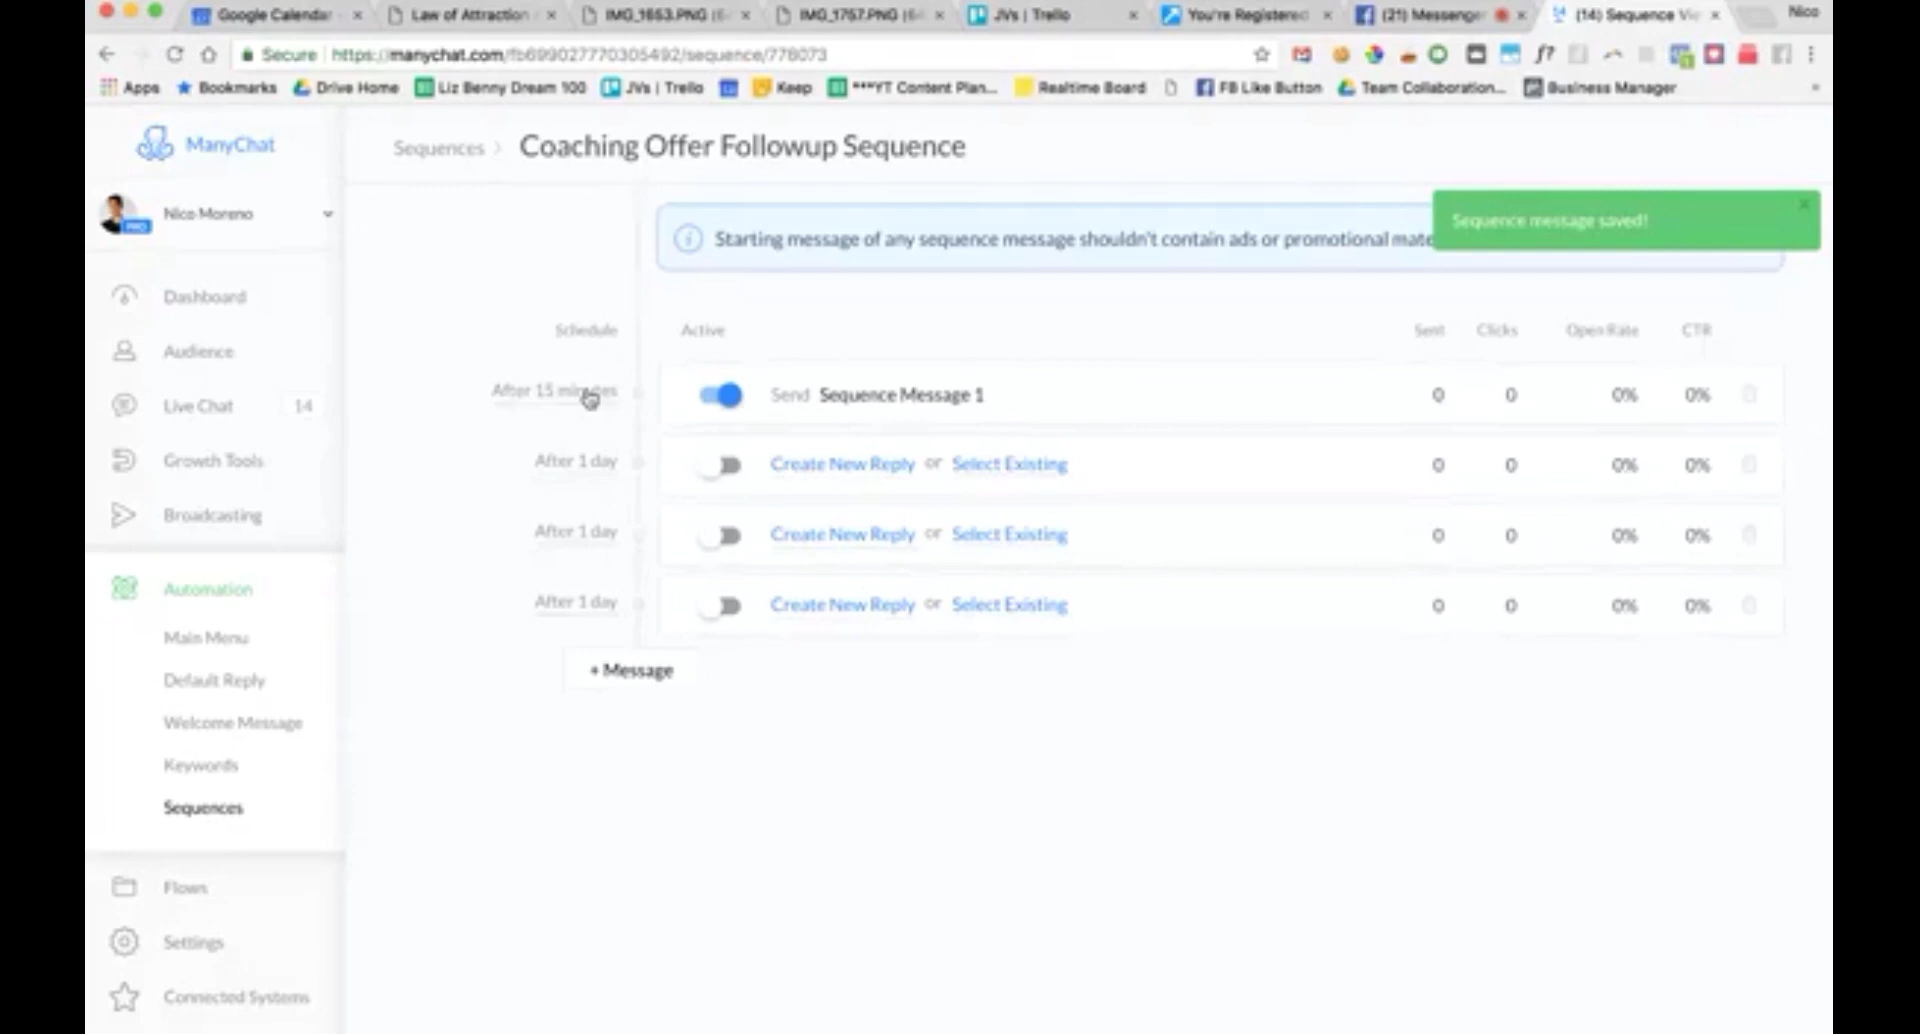 Google Calendar
Law of Attraction
IMG_1653.PNG
IMG_1757.PNG
JVs | Trello
You're Registered
(21) Messenger
(14) Sequence Vie
Nico
Secure
https://manychat.com/fb699027770305492/sequence/778073
Apps
Bookmarks
Drive Home
Liz Benny Dream 100
JVs | Trello
Keep
***YT Content Plan...
Realtime Board
FB Like Button
Team Collaboration...
Business Manager
ManyChat
Sequences > Coaching Offer Followup Sequence
Nico Moreno
PRO
Starting message of any sequence message shouldn't contain ads or promotional mate
Sequence message saved!
Dashboard
Audience
Live Chat 14
Growth Tools
Broadcasting
Automation
Main Menu
Default Reply
Welcome Message
Keywords
Sequences
Flows
Settings
Connected Systems
Schedule Active Sent Clicks Open Rate CTR
After 15 minutes Send Sequence Message 1 0 0 0% 0%
After 1 day Create New Reply or Select Existing 0 0 0% 0%
After 1 day Create New Reply or Select Existing 0 0 0% 0%
After 1 day Create New Reply or Select Existing 0 0 0% 0%
+ Message